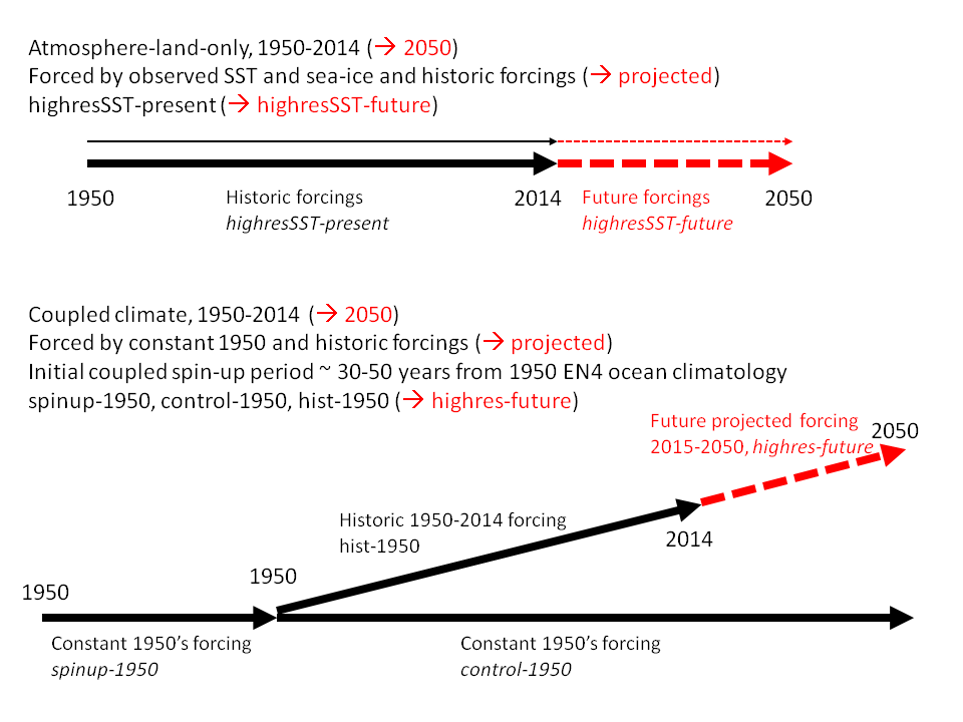 Atmosphere-land-only, 1950-2014 (→ 2050)
Forced by observed SST and sea-ice and historic forcings (→ projected)
highresSST-present (→ highresSST-future)
1950
Historic forcings
highresSST-present
2014
Future forcings
highresSST-future
2050
Coupled climate, 1950-2014 (→ 2050)
Forced by constant 1950 and historic forcings (→ projected)
Initial coupled spin-up period ~ 30-50 years from 1950 EN4 ocean climatology
spinup-1950, control-1950, hist-1950 (→ highres-future)
Future projected forcing
2015-2050, highres-future
2050
Historic 1950-2014 forcing
hist-1950
2014
1950
1950
Constant 1950's forcing
spinup-1950
Constant 1950's forcing
control-1950